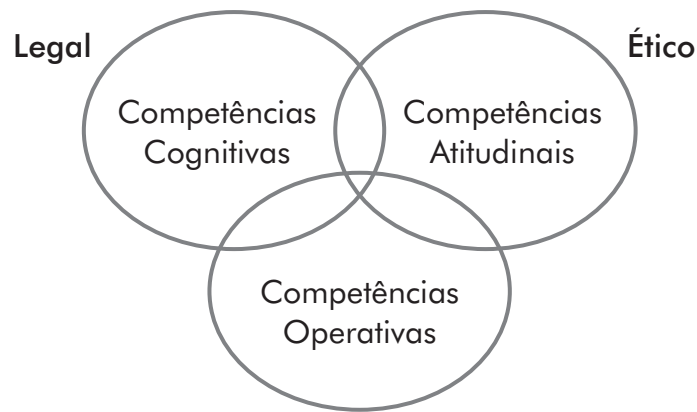 Legal
Ético
Competências
Cognitivas
Competências
Atitudinais
Competências
Operativas